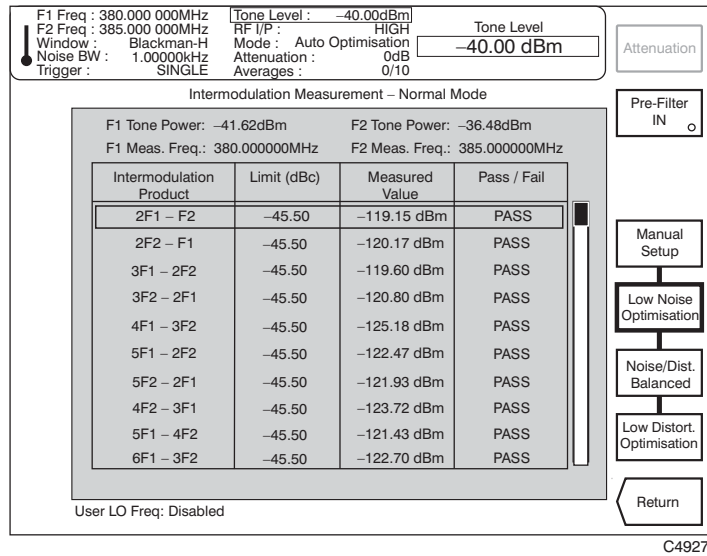 F1 Freq : 380.000 000MHz Tone Level : –40.00dBm
F2 Freq : 385.000 000MHz RF I/P : HIGH
Window : Blackman-H Mode : Auto Optimisation
Noise BW : 1.00000kHz Attenuation : 0dB
Trigger : SINGLE Averages : 0/10
Tone Level
–40.00 dBm
Attenuation
Intermodulation Measurement – Normal Mode
Pre-Filter
IN
F1 Tone Power: –41.62dBm F2 Tone Power: –36.48dBm
F1 Meas. Freq.: 380.000000MHz F2 Meas. Freq.: 385.000000MHz
Intermodulation Product Limit (dBc) Measured Value Pass / Fail
2F1 – F2 –45.50 –119.15 dBm PASS
2F2 – F1 –45.50 –120.17 dBm PASS
3F1 – 2F2 –45.50 –119.60 dBm PASS
3F2 – 2F1 –45.50 –120.80 dBm PASS
4F1 – 3F2 –45.50 –125.18 dBm PASS
5F1 – 2F2 –45.50 –122.47 dBm PASS
5F2 – 2F1 –45.50 –121.93 dBm PASS
4F2 – 3F1 –45.50 –123.72 dBm PASS
5F1 – 4F2 –45.50 –121.43 dBm PASS
6F1 – 3F2 –45.50 –122.70 dBm PASS
Manual
Setup
Low Noise
Optimisation
Noise/Dist.
Balanced
Low Distort.
Optimisation
Return
User LO Freq: Disabled
C4927